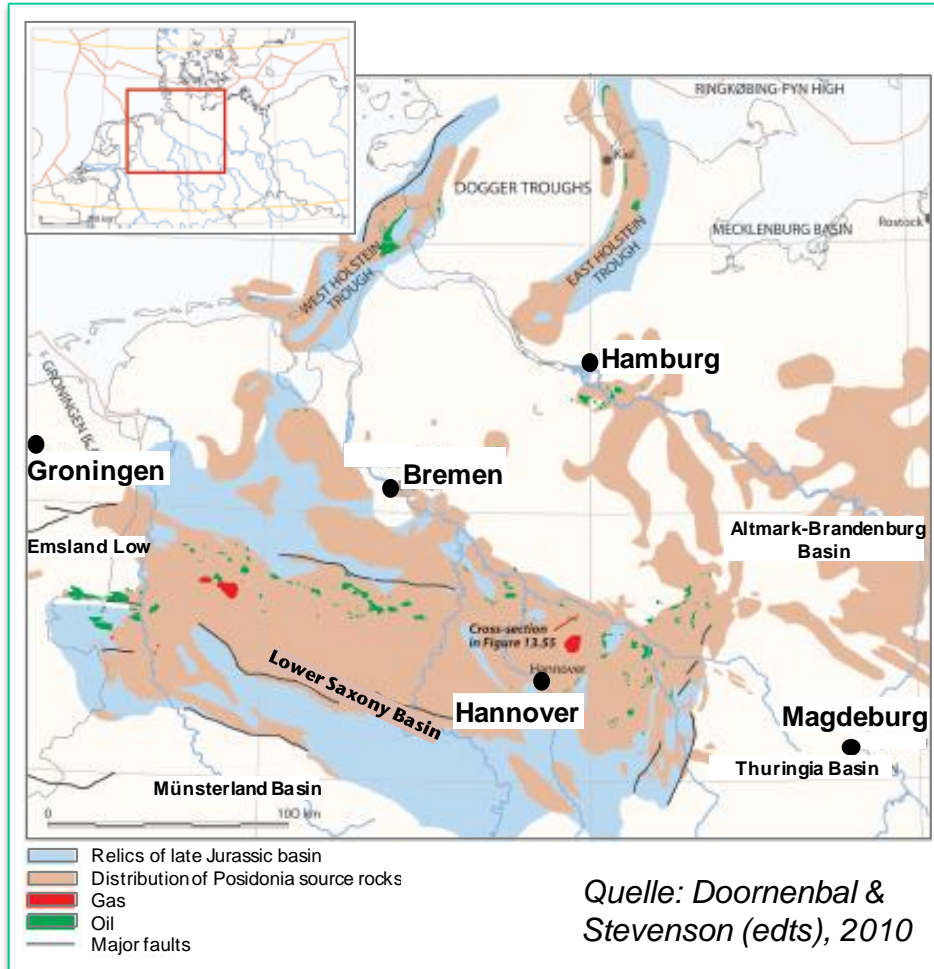 RINGKØBING-FYN HIGH
Kiel
DOGGER TROUGHS
MECKLENBURG BASIN
Rostock
WEST HOLSTEIN
TROUGH
EAST HOLSTEIN
TROUGH
Hamburg
GRONINGEN
Groningen
Bremen
Emsland Low
Altmark-Brandenburg
Basin
Cross-section
in Figure 13.55
Hannover
Lower Saxony Basin
Hannover
Magdeburg
Thuringia Basin
Münsterland Basin
0 100 km
Relics of late Jurassic basin
Distribution of Posidonia source rocks
Gas
Oil
Major faults
Quelle: Doornenbal &
Stevenson (edts), 2010